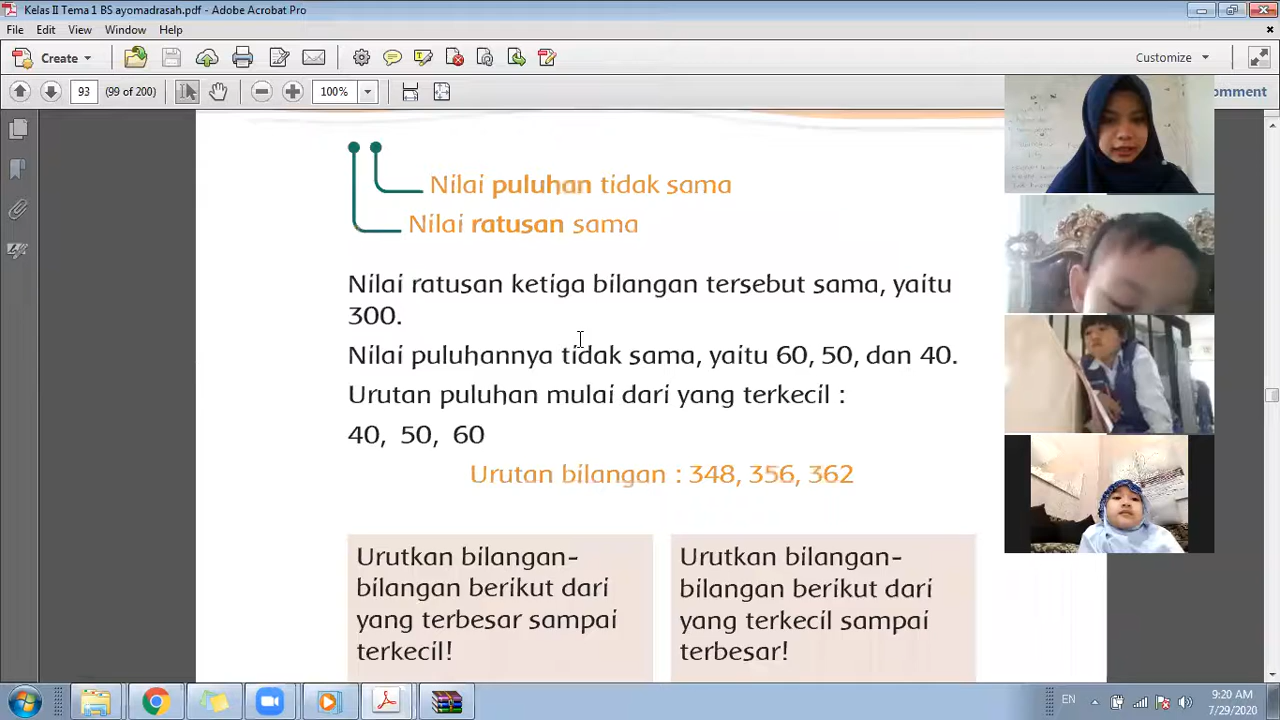 Kelas II Tema 1 BS ayomadrasah.pdf - Adobe Acrobat Pro
File Edit View Window Help
Create
Customize
93 (99 of 200) 100%
omment
Nilai puluhan tidak sama
Nilai ratusan sama
Nilai ratusan ketiga bilangan tersebut sama, yaitu
300.
Nilai puluhannya tidak sama, yaitu 60, 50, dan 40.
Urutan puluhan mulai dari yang terkecil :
40, 50, 60
Urutan bilangan : 348, 356, 362
Urutkan bilangan-
bilangan berikut dari
yang terbesar sampai
terkecil!
Urutkan bilangan-
bilangan berikut dari
yang terkecil sampai
terbesar!
EN
9:20 AM
7/29/2020